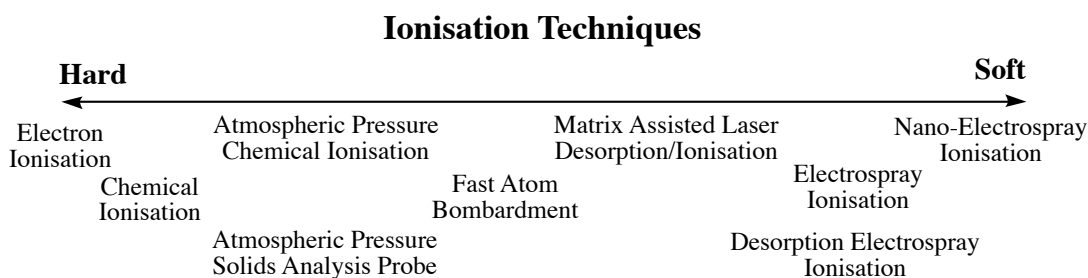 Ionisation Techniques
Hard
Soft
Electron
Ionisation
Chemical
Ionisation
Atmospheric Pressure
Chemical Ionisation
Atmospheric Pressure
Solids Analysis Probe
Fast Atom
Bombardment
Matrix Assisted Laser
Desorption/Ionisation
Desorption Electrospray
Ionisation
Electrospray
Ionisation
Nano-Electrospray
Ionisation